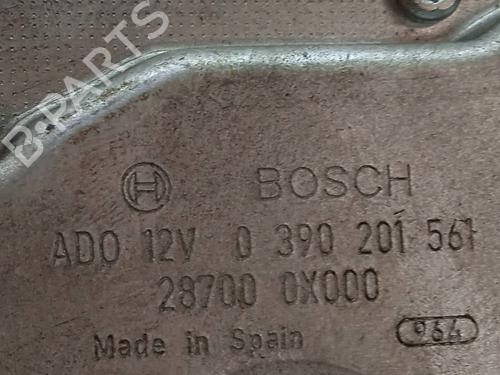 B-PARTS
BOSCH
ADO 12V 0 390 201 561
28700 0X000
Made in Spain 964